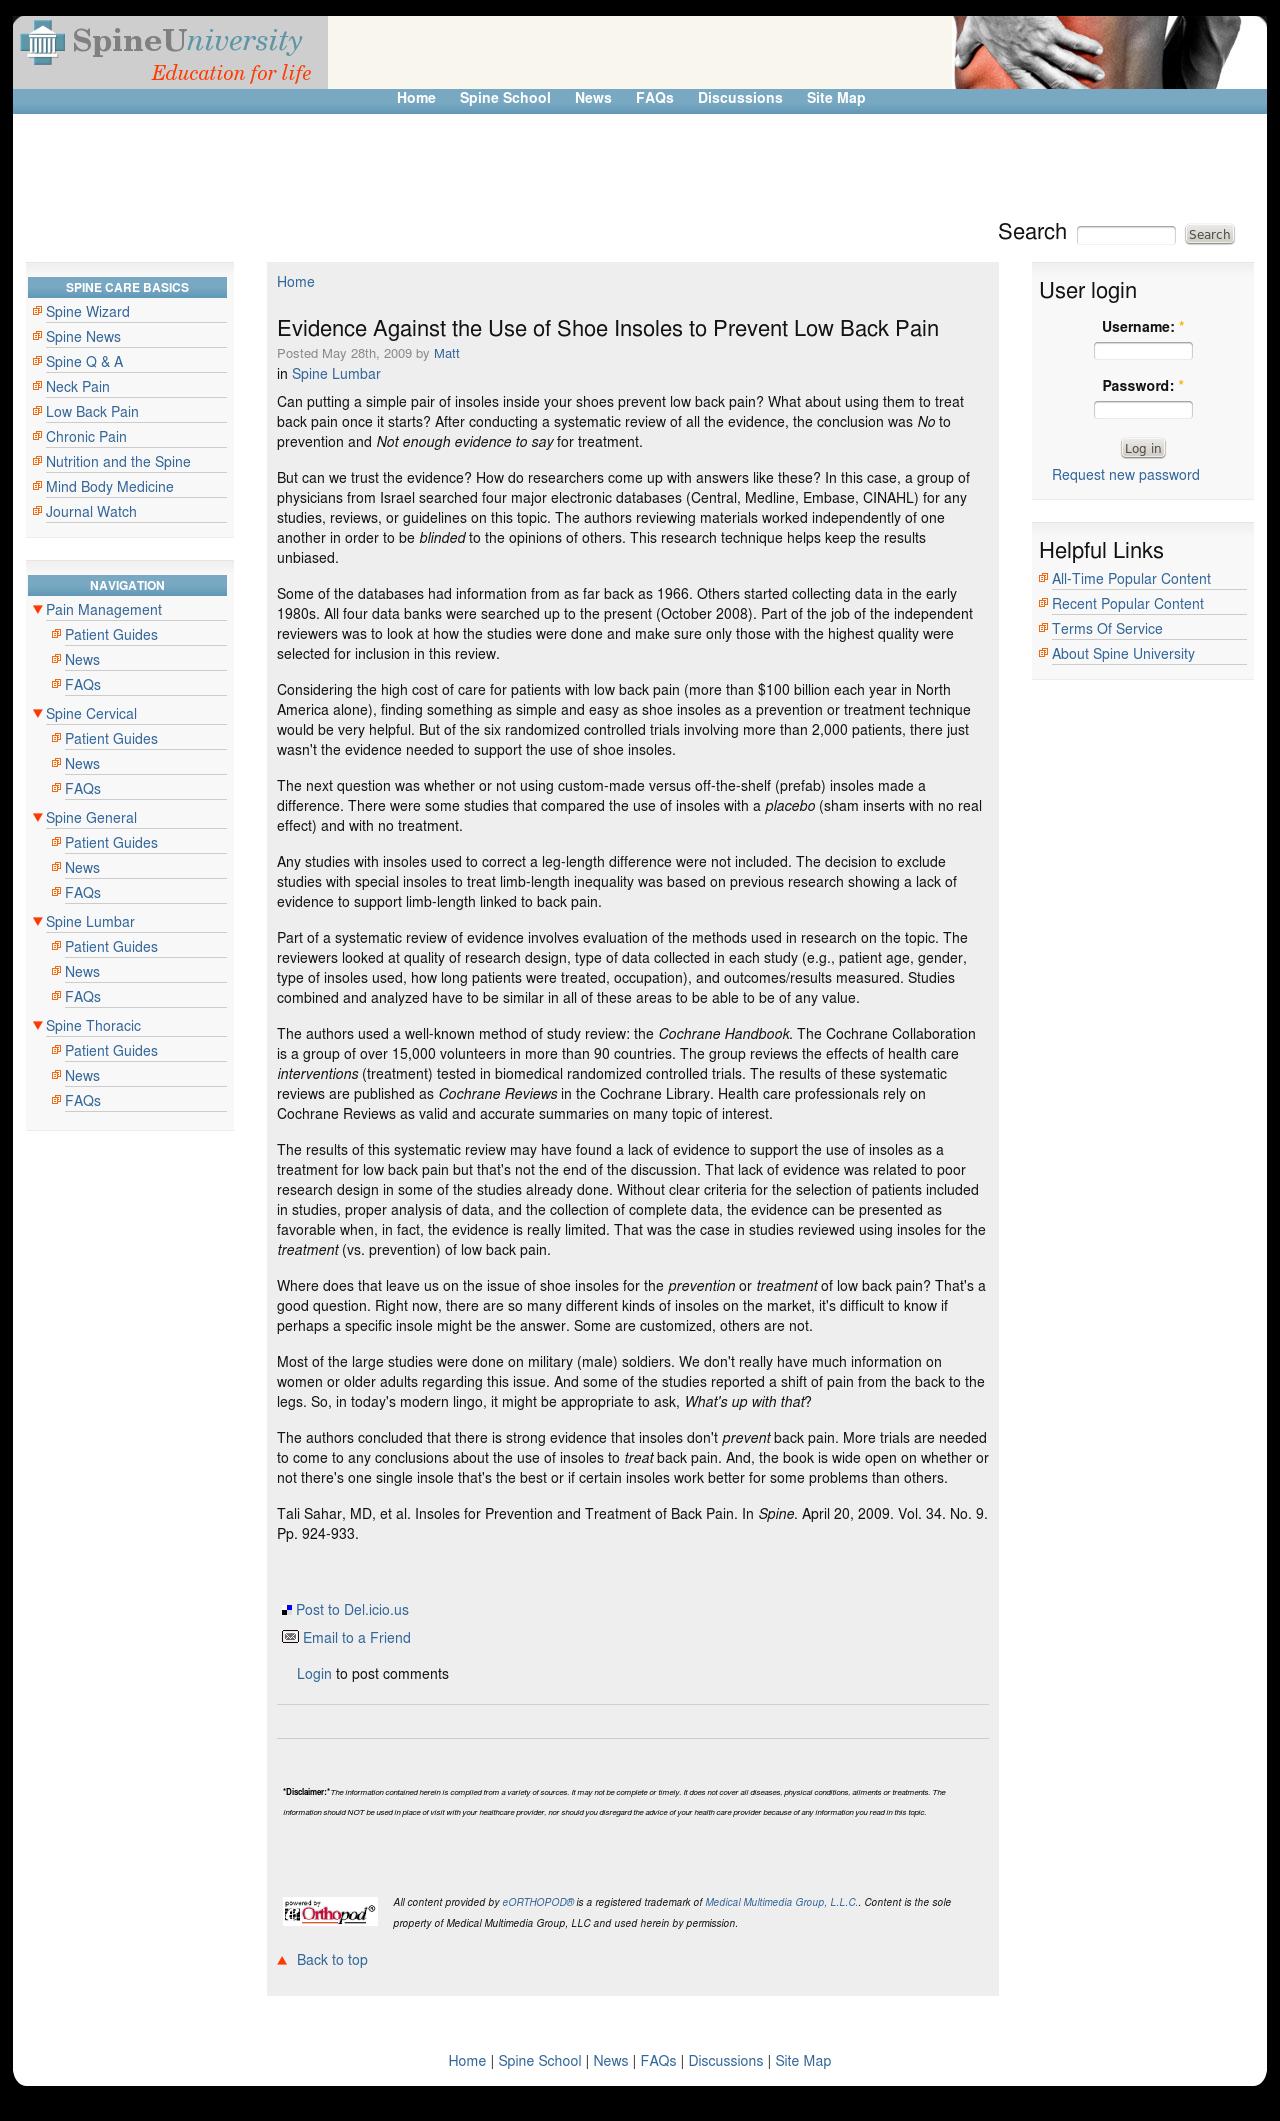 SpineUniversity
Education for life
Home Spine School News FAQs Discussions Site Map
Search Search
SPINE CARE BASICS
Spine Wizard
Spine News
Spine Q & A
Neck Pain
Low Back Pain
Chronic Pain
Nutrition and the Spine
Mind Body Medicine
Journal Watch
NAVIGATION
Pain Management
Patient Guides
News
FAQs
Spine Cervical
Patient Guides
News
FAQs
Spine General
Patient Guides
News
FAQs
Spine Lumbar
Patient Guides
News
FAQs
Spine Thoracic
Patient Guides
News
FAQs
Home
Evidence Against the Use of Shoe Insoles to Prevent Low Back Pain
Posted May 28th, 2009 by Matt
in Spine Lumbar
Can putting a simple pair of insoles inside your shoes prevent low back pain? What about using them to treat
back pain once it starts? After conducting a systematic review of all the evidence, the conclusion was No to
prevention and Not enough evidence to say for treatment.
But can we trust the evidence? How do researchers come up with answers like these? In this case, a group of
physicians from Israel searched four major electronic databases (Central, Medline, Embase, CINAHL) for any
studies, reviews, or guidelines on this topic. The authors reviewing materials worked independently of one
another in order to be blinded to the opinions of others. This research technique helps keep the results
unbiased.
Some of the databases had information from as far back as 1966. Others started collecting data in the early
1980s. All four data banks were searched up to the present (October 2008). Part of the job of the independent
reviewers was to look at how the studies were done and make sure only those with the highest quality were
selected for inclusion in this review.
Considering the high cost of care for patients with low back pain (more than $100 billion each year in North
America alone), finding something as simple and easy as shoe insoles as a prevention or treatment technique
would be very helpful. But of the six randomized controlled trials involving more than 2,000 patients, there just
wasn't the evidence needed to support the use of shoe insoles.
The next question was whether or not using custom-made versus off-the-shelf (prefab) insoles made a
difference. There were some studies that compared the use of insoles with a placebo (sham inserts with no real
effect) and with no treatment.
Any studies with insoles used to correct a leg-length difference were not included. The decision to exclude
studies with special insoles to treat limb-length inequality was based on previous research showing a lack of
evidence to support limb-length linked to back pain.
Part of a systematic review of evidence involves evaluation of the methods used in research on the topic. The
reviewers looked at quality of research design, type of data collected in each study (e.g., patient age, gender,
type of insoles used, how long patients were treated, occupation), and outcomes/results measured. Studies
combined and analyzed have to be similar in all of these areas to be able to be of any value.
The authors used a well-known method of study review: the Cochrane Handbook. The Cochrane Collaboration
is a group of over 15,000 volunteers in more than 90 countries. The group reviews the effects of health care
interventions (treatment) tested in biomedical randomized controlled trials. The results of these systematic
reviews are published as Cochrane Reviews in the Cochrane Library. Health care professionals rely on
Cochrane Reviews as valid and accurate summaries on many topic of interest.
The results of this systematic review may have found a lack of evidence to support the use of insoles as a
treatment for low back pain but that's not the end of the discussion. That lack of evidence was related to poor
research design in some of the studies already done. Without clear criteria for the selection of patients included
in studies, proper analysis of data, and the collection of complete data, the evidence can be presented as
favorable when, in fact, the evidence is really limited. That was the case in studies reviewed using insoles for the
treatment (vs. prevention) of low back pain.
Where does that leave us on the issue of shoe insoles for the prevention or treatment of low back pain? That's a
good question. Right now, there are so many different kinds of insoles on the market, it's difficult to know if
perhaps a specific insole might be the answer. Some are customized, others are not.
Most of the large studies were done on military (male) soldiers. We don't really have much information on
women or older adults regarding this issue. And some of the studies reported a shift of pain from the back to the
legs. So, in today's modern lingo, it might be appropriate to ask, What's up with that?
The authors concluded that there is strong evidence that insoles don't prevent back pain. More trials are needed
to come to any conclusions about the use of insoles to treat back pain. And, the book is wide open on whether or
not there's one single insole that's the best or if certain insoles work better for some problems than others.
Tali Sahar, MD, et al. Insoles for Prevention and Treatment of Back Pain. In Spine. April 20, 2009. Vol. 34. No. 9.
Pp. 924-933.
Post to Del.icio.us
Email to a Friend
Login to post comments
*Disclaimer:*The information contained herein is compiled from a variety of sources. It may not be complete or timely. It does not cover all diseases, physical conditions, ailments or treatments. The
information should NOT be used in place of visit with your healthcare provider, nor should you disregard the advice of your health care provider because of any information you read in this topic.
powered by
eOrthopod®
All content provided by eORTHOPOD® is a registered trademark of Medical Multimedia Group, L.L.C.. Content is the sole
property of Medical Multimedia Group, LLC and used herein by permission.
Back to top
User login
Username: *
Password: *
Log in
Request new password
Helpful Links
All-Time Popular Content
Recent Popular Content
Terms Of Service
About Spine University
Home | Spine School | News | FAQs | Discussions | Site Map